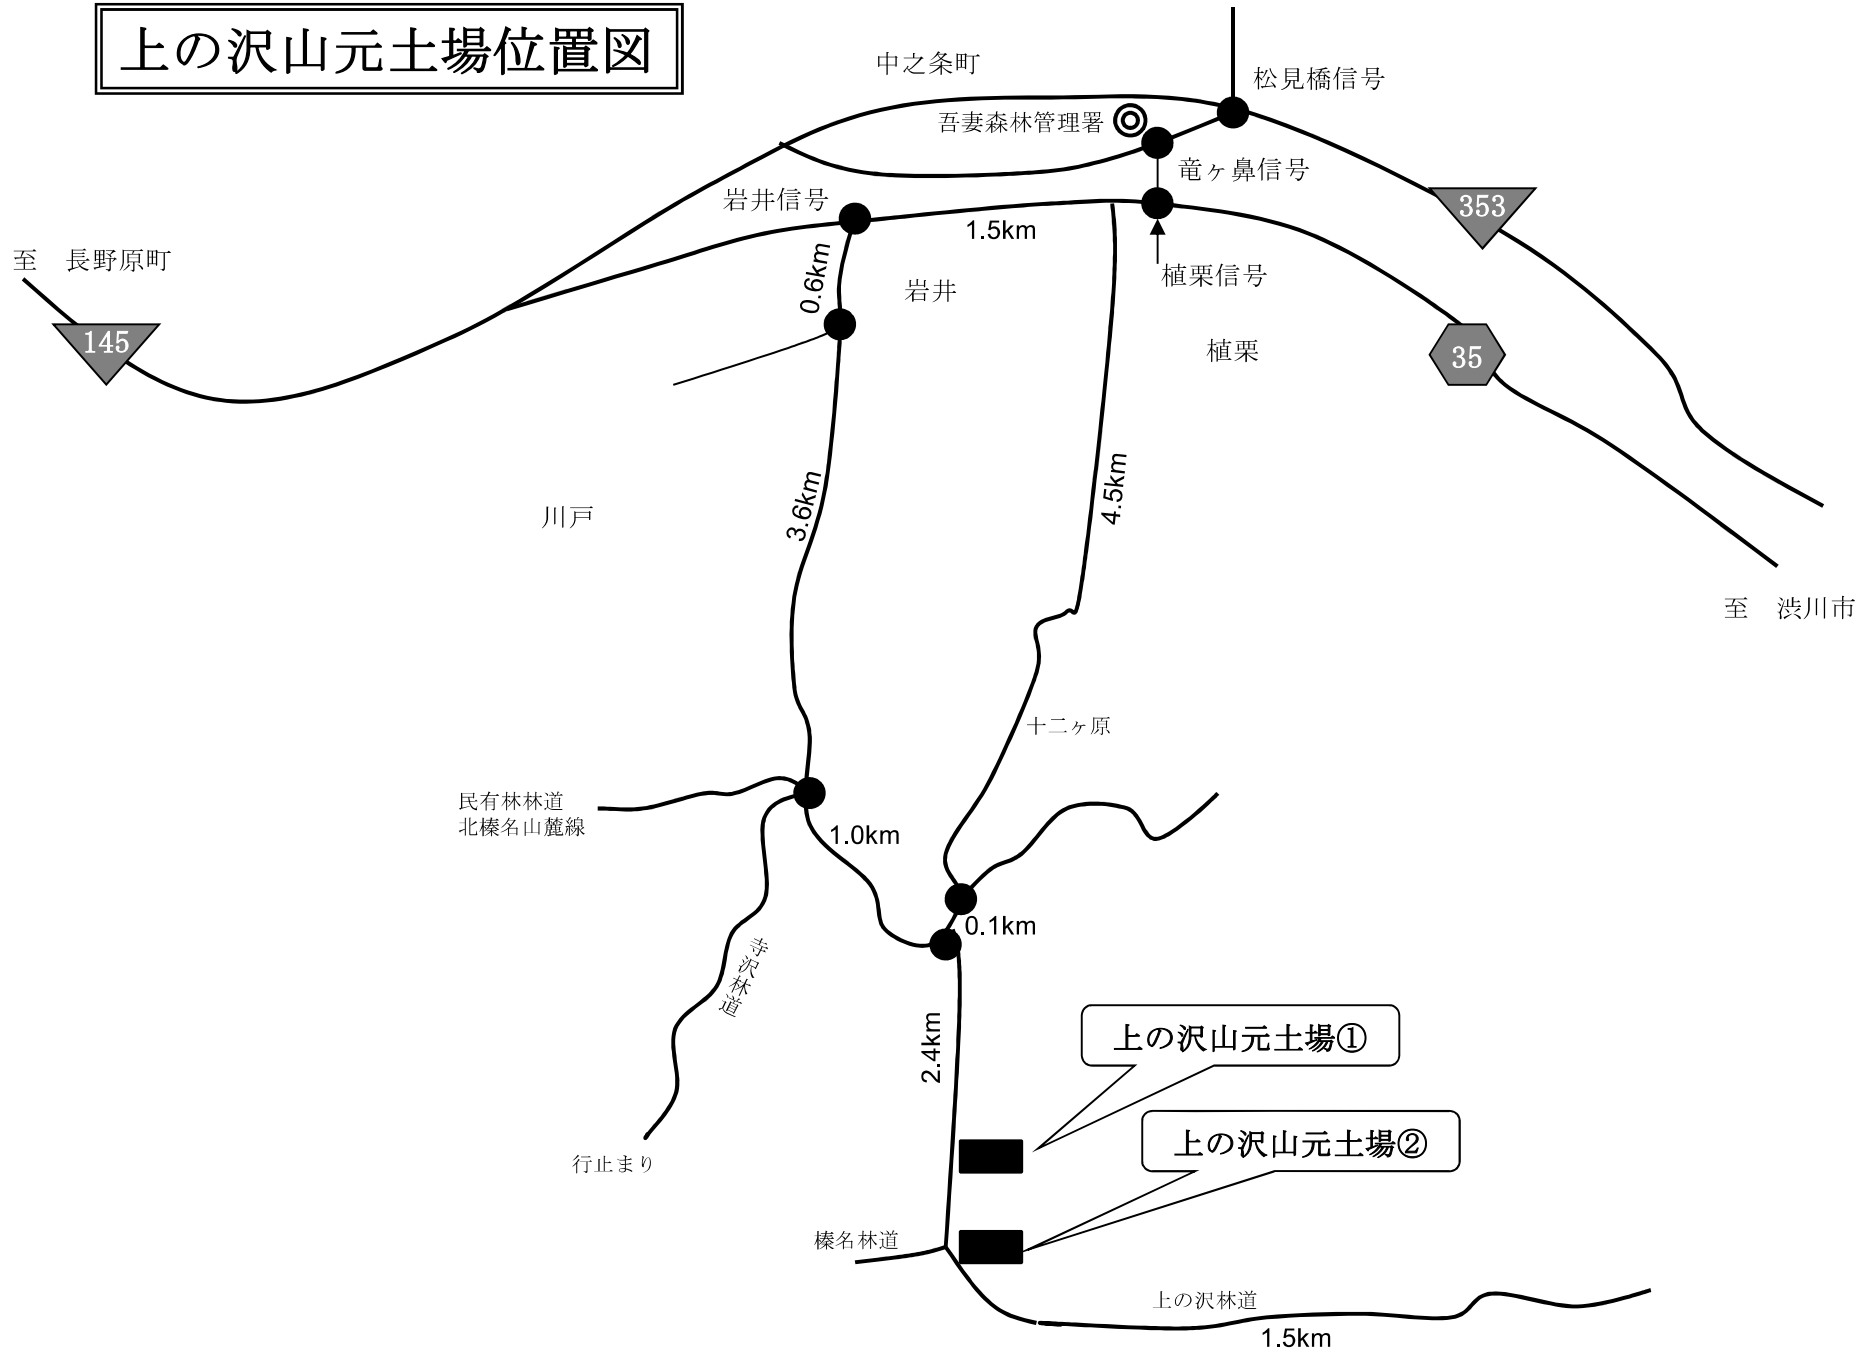 上の沢山元土場位置図
中之条町
松見橋信号
吾妻森林管理署
竜ヶ鼻信号
岩井信号
353
1.5km
至　長野原町
0.6km
岩井
植栗信号
145
植栗
35
3.6km
4.5km
川戸
至　渋川市
十二ヶ原
民有林林道
北榛名山麓線
1.0km
0.1km
寺沢林道
2.4km
上の沢山元土場①
上の沢山元土場②
行止まり
榛名林道
上の沢林道
1.5km